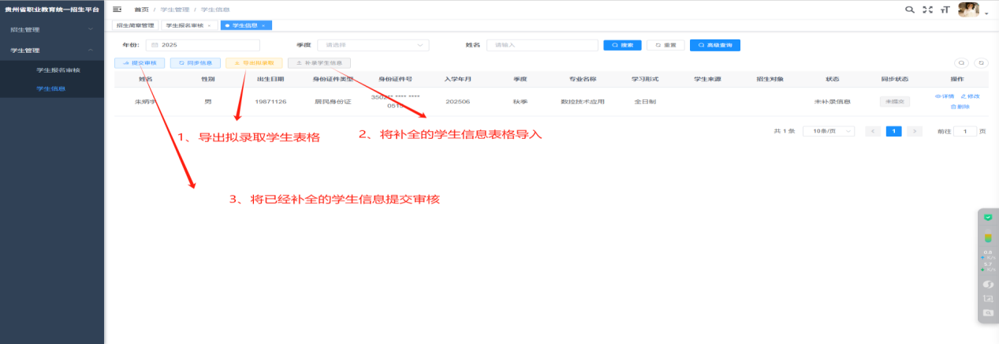 贵州省职业教育统一招生平台
首页 / 学生管理 / 学生信息
招生管理
学生管理
学生报名审核
学生信息
招生简章管理 学生报名审核 × 学生信息 ×
年份: 2025 季度 请选择 姓名 请输入 搜索 重置 高级查询
提交审核 同步信息 导出拟录取 补录学生信息
姓名 性别 出生日期 身份证件类型 身份证件号 入学年月 季度 专业名称 学习形式 学生来源 招生对象 状态 同步状态 操作
男 19871126 居民身份证 202506 秋季 数控技术应用 全日制 未补录信息 未提交 详情 修改
删除
共 1 条 10条/页 < 1 > 前往 1 页
1、导出拟录取学生表格
2、将补全的学生信息表格导入
3、将已经补全的学生信息提交审核
0.8
K/s
5.7
K/s